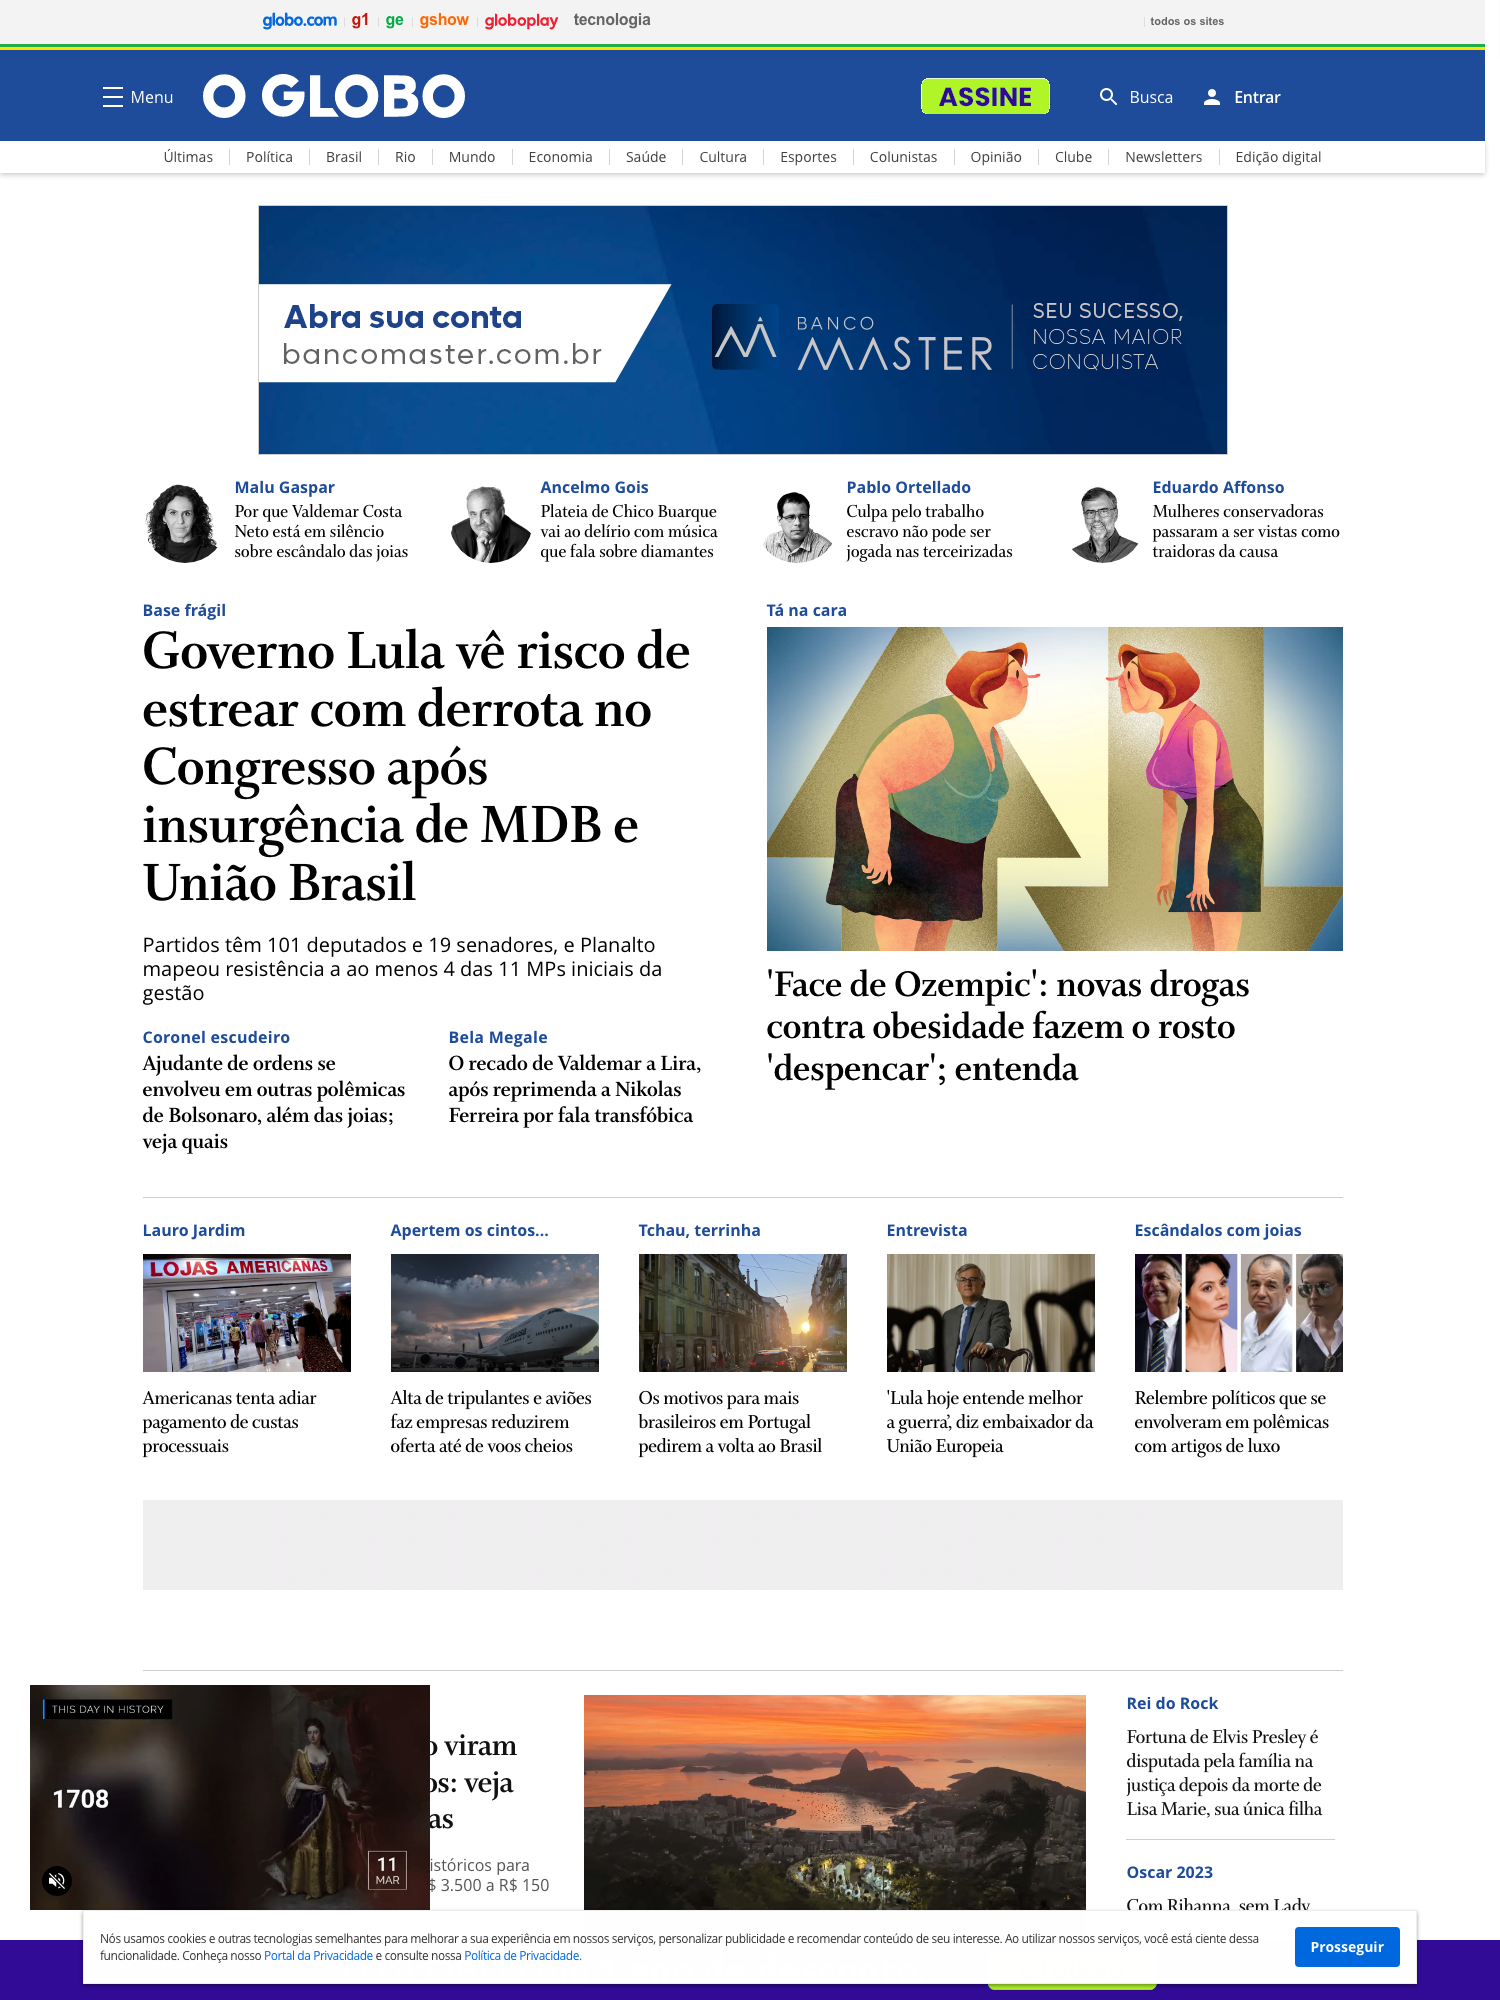 globo.com g1 ge gshow globoplay tecnologia todos os sites
Menu O GLOBO ASSINE Busca Entrar
Últimas Política Brasil Rio Mundo Economia Saúde Cultura Esportes Colunistas Opinião Clube Newsletters Edição digital
Abra sua conta
bancomaster.com.br
BANCO
MASTER
SEU SUCESSO,
NOSSA MAIOR
CONQUISTA
Malu Gaspar
Por que Valdemar Costa
Neto está em silêncio
sobre escândalo das joias
Ancelmo Gois
Plateia de Chico Buarque
vai ao delírio com música
que fala sobre diamantes
Pablo Ortellado
Culpa pelo trabalho
escravo não pode ser
jogada nas terceirizadas
Eduardo Affonso
Mulheres conservadoras
passaram a ser vistas como
traidoras da causa
Base frágil
Governo Lula vê risco de
estrear com derrota no
Congresso após
insurgência de MDB e
União Brasil
Partidos têm 101 deputados e 19 senadores, e Planalto
mapeou resistência a ao menos 4 das 11 MPs iniciais da
gestão
Coronel escudeiro
Ajudante de ordens se
envolveu em outras polêmicas
de Bolsonaro, além das joias;
veja quais
Bela Megale
O recado de Valdemar a Lira,
após reprimenda a Nikolas
Ferreira por fala transfóbica
Tá na cara
'Face de Ozempic': novas drogas
contra obesidade fazem o rosto
'despencar'; entenda
Lauro Jardim
LOJAS AMERICANAS
Americanas tenta adiar
pagamento de custas
processuais
Apertem os cintos...
Lufthansa
Alta de tripulantes e aviões
faz empresas reduzirem
oferta até de voos cheios
Tchau, terrinha
Os motivos para mais
brasileiros em Portugal
pedirem a volta ao Brasil
Entrevista
'Lula hoje entende melhor
a guerra', diz embaixador da
União Europeia
Escândalos com joias
Relembre políticos que se
envolveram em polêmicas
com artigos de luxo
THIS DAY IN HISTORY
1708
11
MAR
o viram
os: veja
as
istóricos para
$ 3.500 a R$ 150
Rei do Rock
Fortuna de Elvis Presley é
disputada pela família na
justiça depois da morte de
Lisa Marie, sua única filha
Oscar 2023
Com Rihanna, sem Lady
Nós usamos cookies e outras tecnologias semelhantes para melhorar a sua experiência em nossos serviços, personalizar publicidade e recomendar conteúdo de seu interesse. Ao utilizar nossos serviços, você está ciente dessa
funcionalidade. Conheça nosso Portal da Privacidade e consulte nossa Política de Privacidade.
Prosseguir